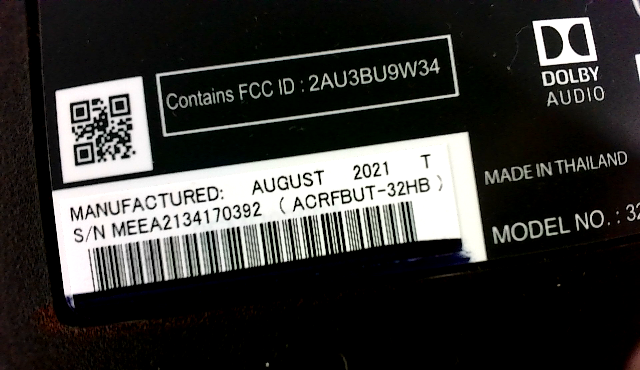 Contains FCC ID : 2AU3BU9W34
DOLBY
AUDIO
MANUFACTURED: AUGUST 2021 T
S/N MEEA2134170392 ( ACRFBUT-32HB )
MADE IN THAILAND
MODEL NO. : 32